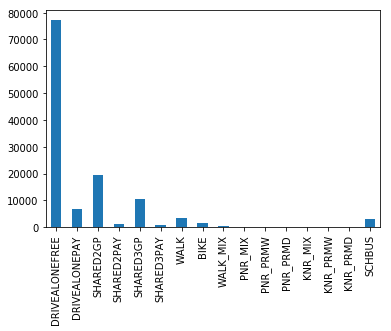 80000
70000
60000
50000
40000
30000
20000
10000
0
DRIVEALONEFREE
DRIVEALONEPAY
SHARED2GP
SHARED2PAY
SHARED3GP
SHARED3PAY
WALK
BIKE
WALK_MIX
PNR_MIX
PNR_PRMW
PNR_PRMD
KNR_MIX
KNR_PRMW
KNR_PRMD
SCHBUS